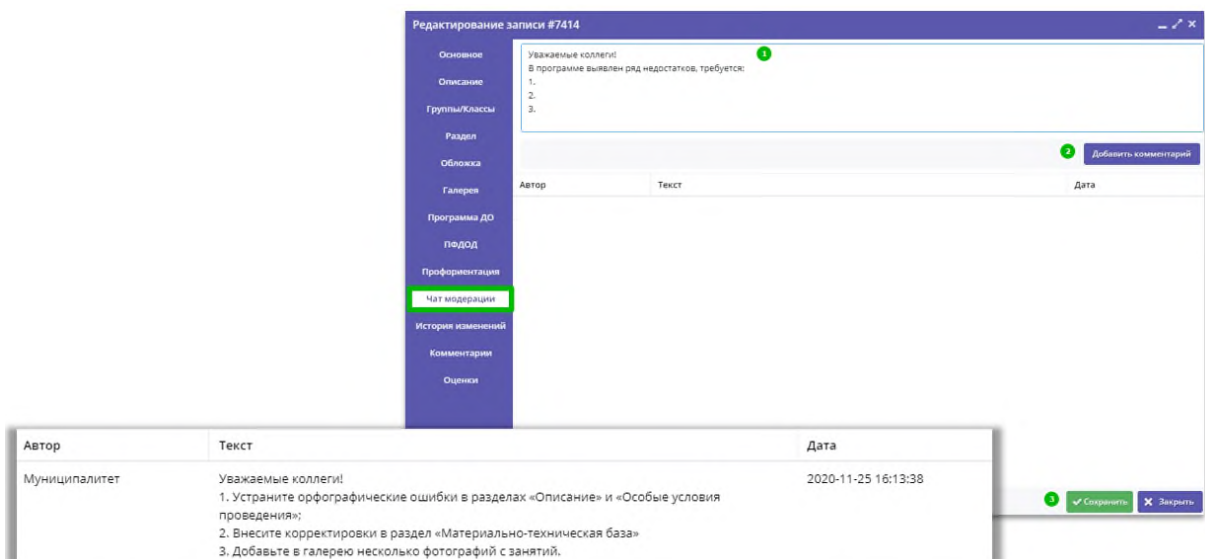 Редактирование записи #7414
Основное
Описание
Группы/Классы
Раздел
Обложка
Галерея
Программа ДО
ПФДОД
Профориентация
Чат модерации
История изменений
Комментарии
Оценки
Уважаемые коллеги!
1
В программе выявлен ряд недостатков, требуется:
1.
2.
3.
2
Добавить комментарий
Автор Текст Дата
3
Сохранить
Закрыть
Автор Текст Дата
Муниципалитет Уважаемые коллеги! 2020-11-25 16:13:38
1. Устраните орфографические ошибки в разделах «Описание» и «Особые условия
проведения»;
2. Внесите корректировки в раздел «Материально-техническая база»
3. Добавьте в галерею несколько фотографий с занятий.